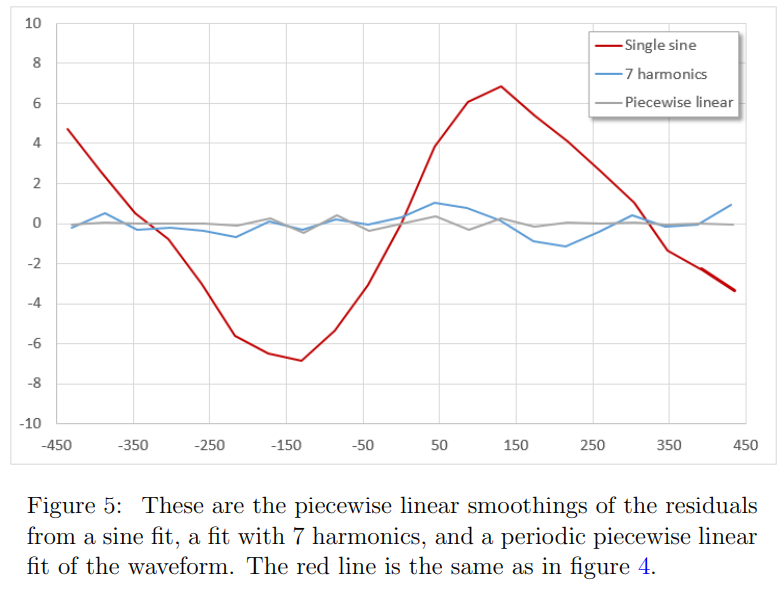 10
8
6
4
2
0
-2
-4
-6
-8
-10
-450 -350 -250 -150 -50 50 150 250 350 450
Single sine
7 harmonics
Piecewise linear
Figure 5: These are the piecewise linear smoothings of the residuals
from a sine fit, a fit with 7 harmonics, and a periodic piecewise linear
fit of the waveform. The red line is the same as in figure 4.